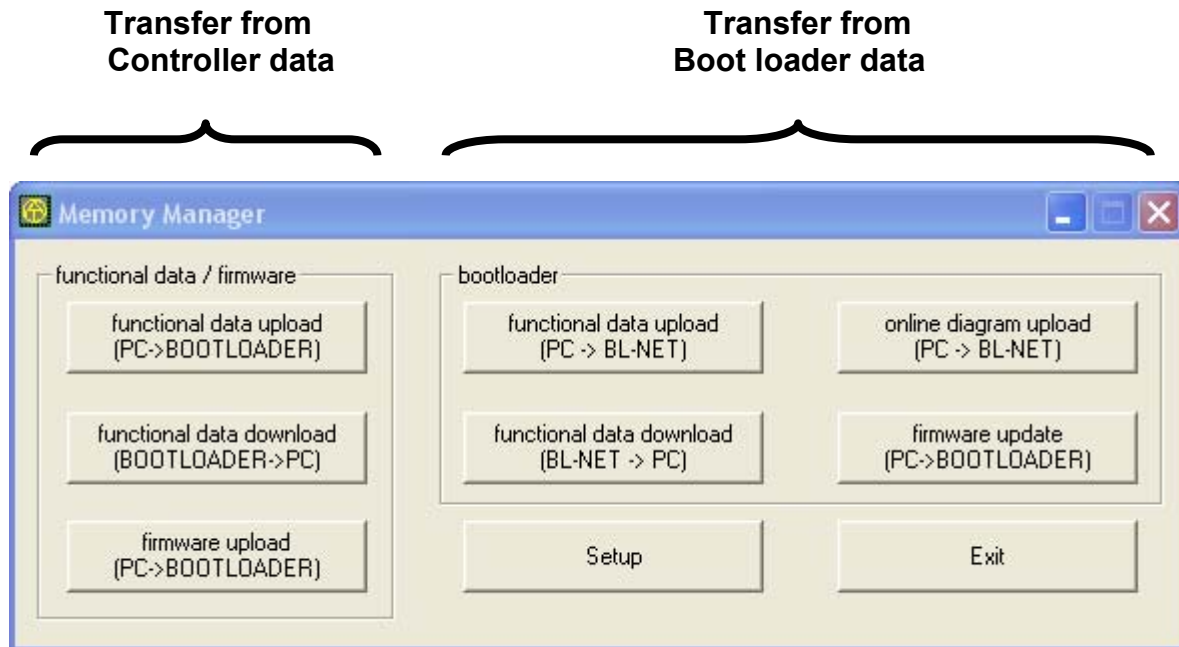 Transfer from
Controller data
Transfer from
Boot loader data
Memory Manager
functional data / firmware
functional data upload
(PC->BOOTLOADER)
functional data download
(BOOTLOADER->PC)
firmware upload
(PC->BOOTLOADER)
bootloader
functional data upload
(PC -> BL-NET)
online diagram upload
(PC -> BL-NET)
functional data download
(BL-NET -> PC)
firmware update
(PC->BOOTLOADER)
Setup
Exit